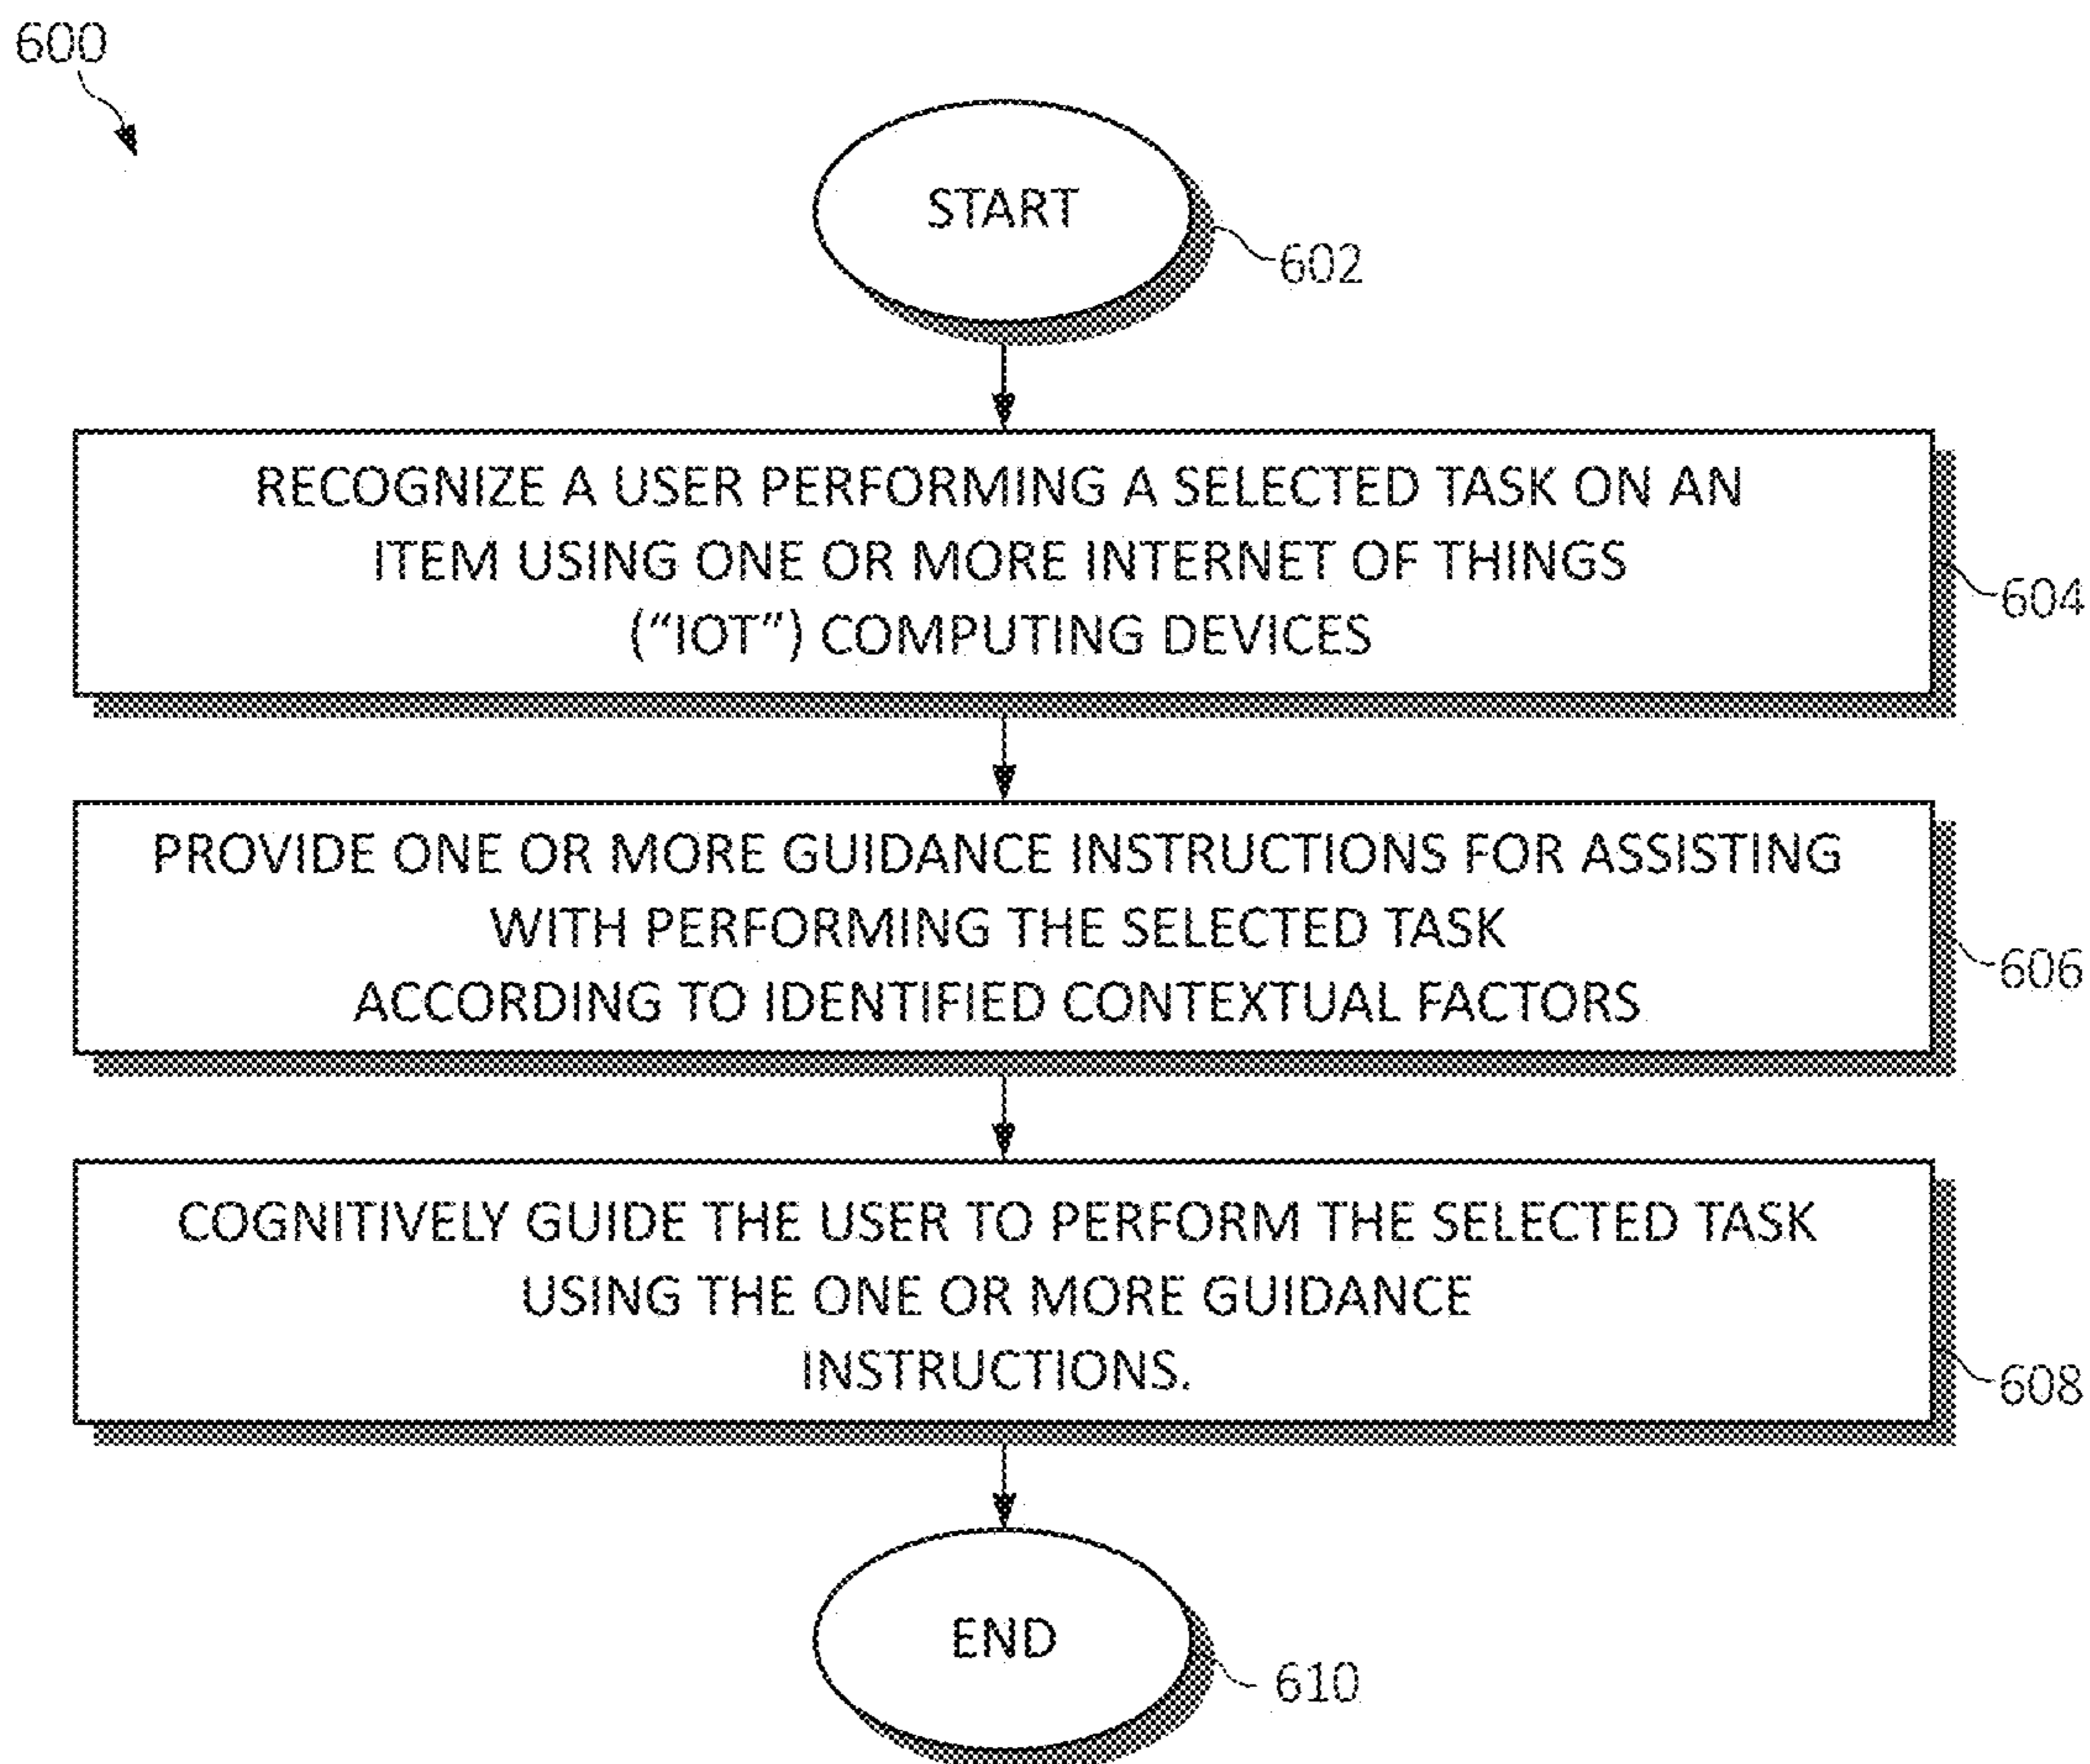 600
START
602
RECOGNIZE A USER PERFORMING A SELECTED TASK ON AN
ITEM USING ONE OR MORE INTERNET OF THINGS
(“IOT”) COMPUTING DEVICES
604
PROVIDE ONE OR MORE GUIDANCE INSTRUCTIONS FOR ASSISTING
WITH PERFORMING THE SELECTED TASK
ACCORDING TO IDENTIFIED CONTEXTUAL FACTORS
606
COGNITIVELY GUIDE THE USER TO PERFORM THE SELECTED TASK
USING THE ONE OR MORE GUIDANCE
INSTRUCTIONS.
608
END
610